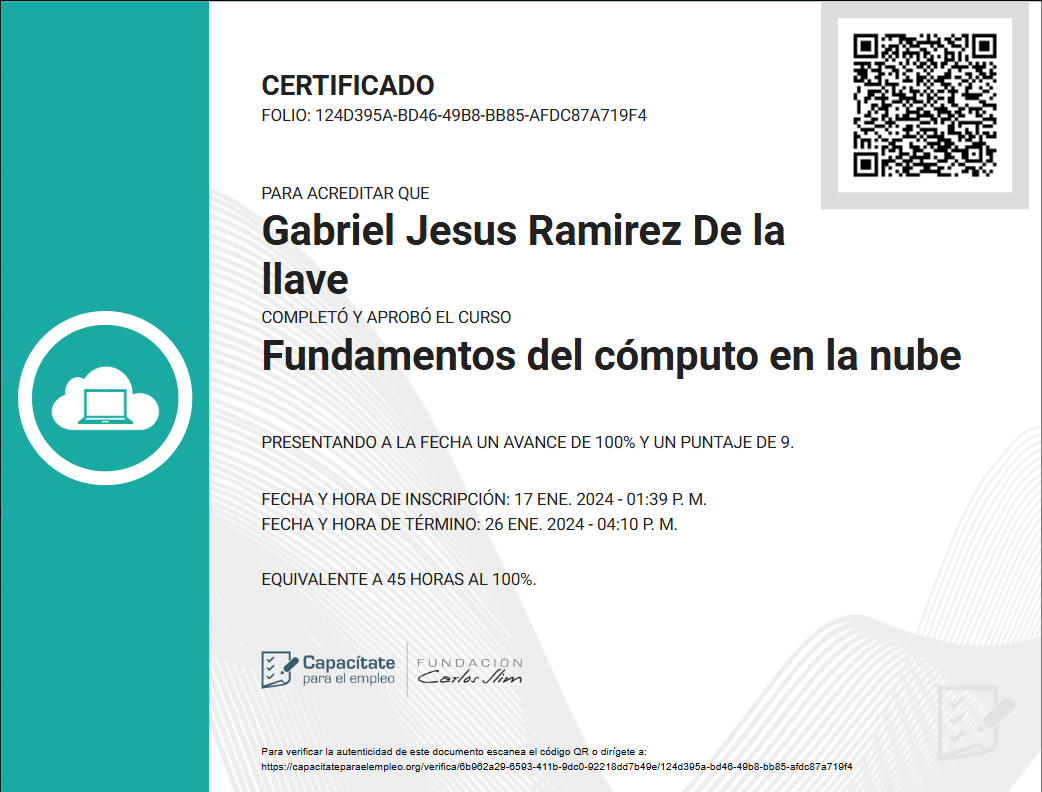 CERTIFICADO
FOLIO: 124D395A-BD46-49B8-BB85-AFDC87A719F4
PARA ACREDITAR QUE
Gabriel Jesus Ramirez De la
llave
COMPLETÓ Y APROBÓ EL CURSO
Fundamentos del cómputo en la nube
PRESENTANDO A LA FECHA UN AVANCE DE 100% Y UN PUNTAJE DE 9.
FECHA Y HORA DE INSCRIPCIÓN: 17 ENE. 2024 - 01:39 P. M.
FECHA Y HORA DE TÉRMINO: 26 ENE. 2024 - 04:10 P. M.
EQUIVALENTE A 45 HORAS AL 100%.
Capacítate
para el empleo
FUNDACIÓN
Carlos Slim
Para verificar la autenticidad de este documento escanea el código QR o dirígete a:
https://capacitateparaelempleo.org/verifica/6b962a29-6593-411b-9dc0-92218dd7b49e/124d395a-bd46-49b8-bb85-afdc87a719f4